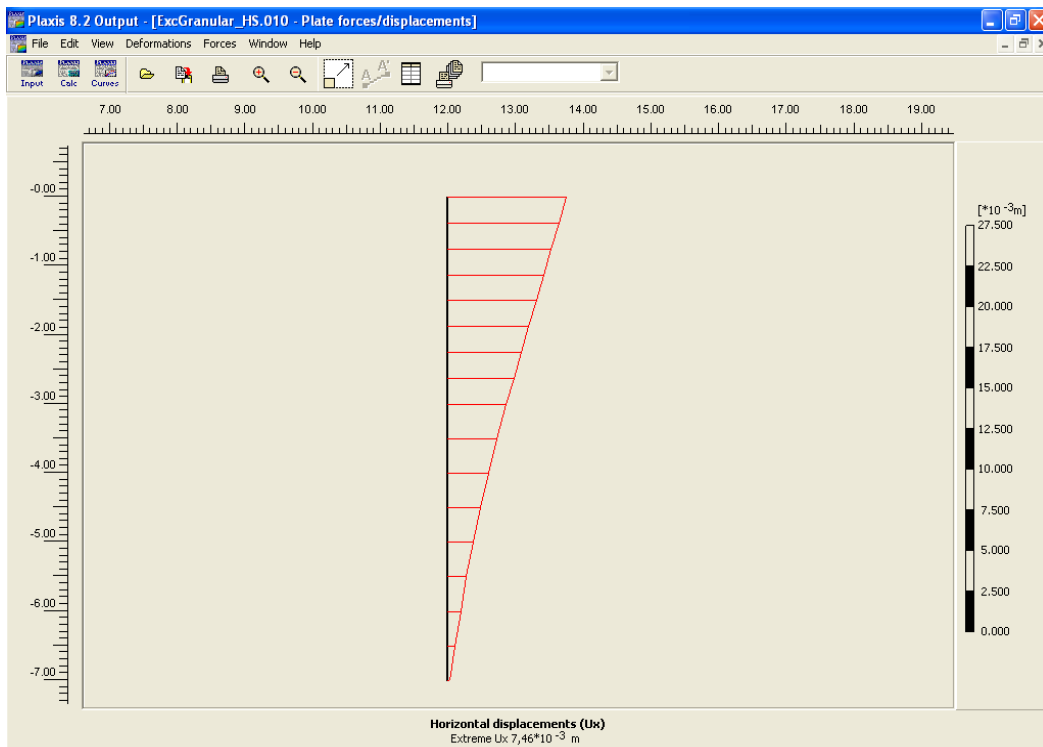 Plaxis 8.2 Output - [ExcGranular_HS.010 - Plate forces/displacements]
File Edit View Deformations Forces Window Help
Input Calc Curves
7.00 8.00 9.00 10.00 11.00 12.00 13.00 14.00 15.00 16.00 17.00 18.00 19.00
-0.00
-1.00
-2.00
-3.00
-4.00
-5.00
-6.00
-7.00
[*10 -3m]
27.500
22.500
20.000
17.500
15.000
12.500
10.000
7.500
5.000
2.500
0.000
Horizontal displacements (Ux)
Extreme Ux 7,46*10 -3 m